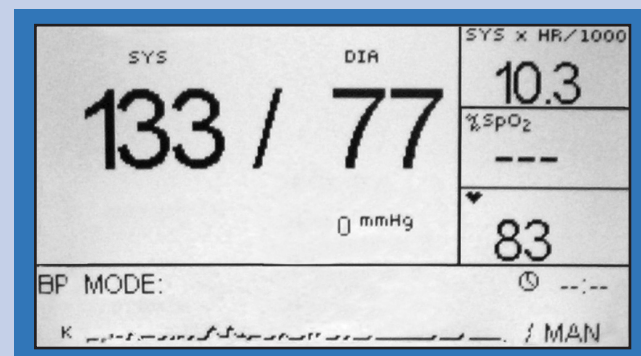 SYS DIA
133 / 77
0 mmHg
SYS x HR/1000
10.3
%SpO2
---
♥
83
BP MODE: --:--
K / MAN